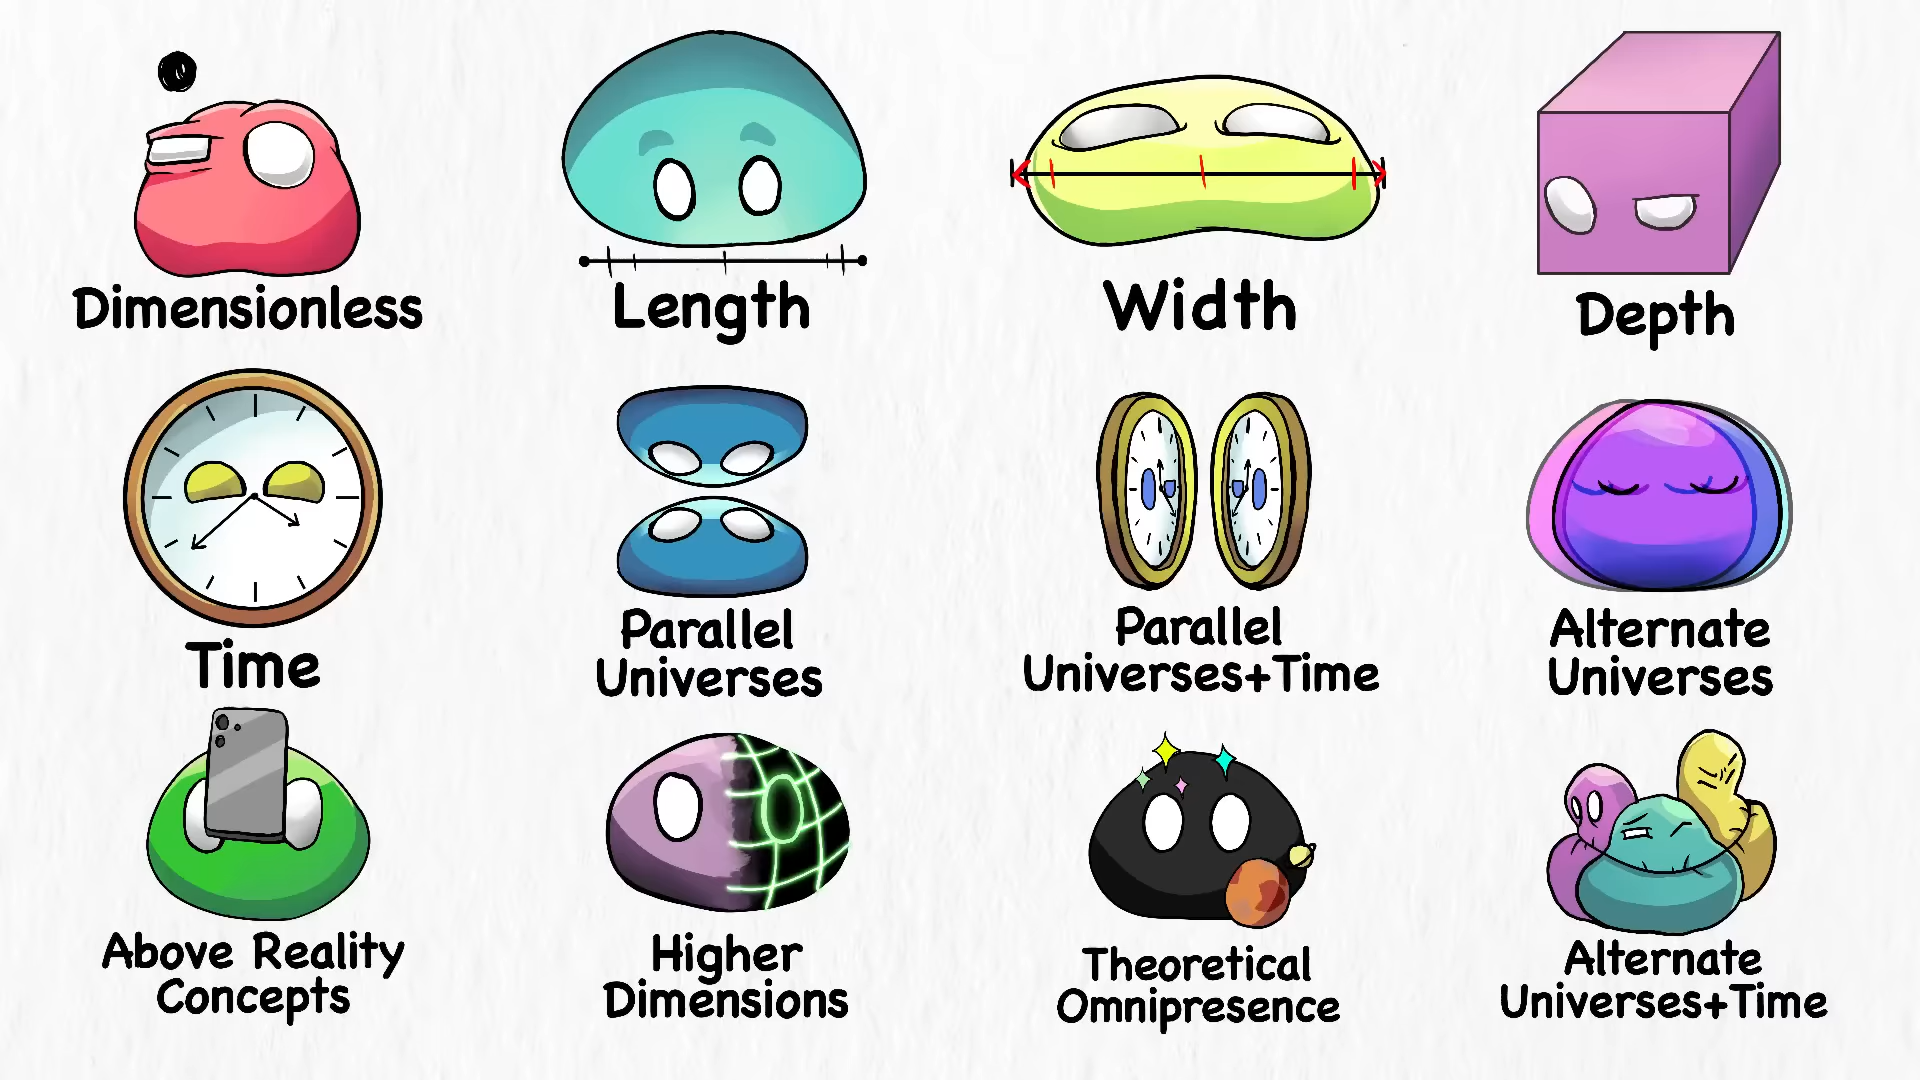 Dimensionless
Length
Width
Depth
Time
Parallel
Universes
Parallel
Universes+Time
Alternate
Universes
Above Reality
Concepts
Higher
Dimensions
Theoretical
Omnipresence
Alternate
Universes+Time